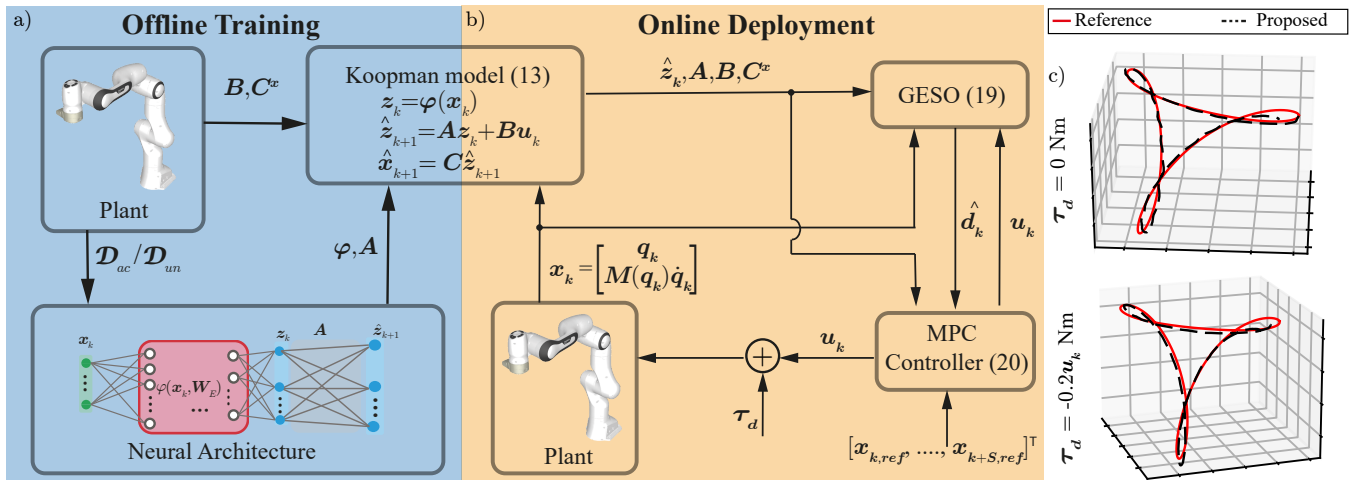 a) Offline Training
b) Online Deployment
Reference Proposed
c)
B, Cˣ
Plant
𝒟_ac/𝒟_un
Koopman model (13)
z_k=φ(x_k)
ẑ_{k+1}=Az_k+Bu_k
x̂_{k+1}= Cẑ_{k+1}
φ, A
x_k
φ(x_k, W_E)
z_k
A
ẑ_{k+1}
Neural Architecture
ẑ_k, A, B, Cˣ
GESO (19)
d̂_k
u_k
x_k = [q_k
M(q_k)q̇_k]
Plant
u_k
+
τ_d
MPC
Controller (20)
[x_{k,ref}, ...., x_{k+S,ref}]ᵀ
τ_d = 0 Nm
τ_d = -0.2u_k Nm